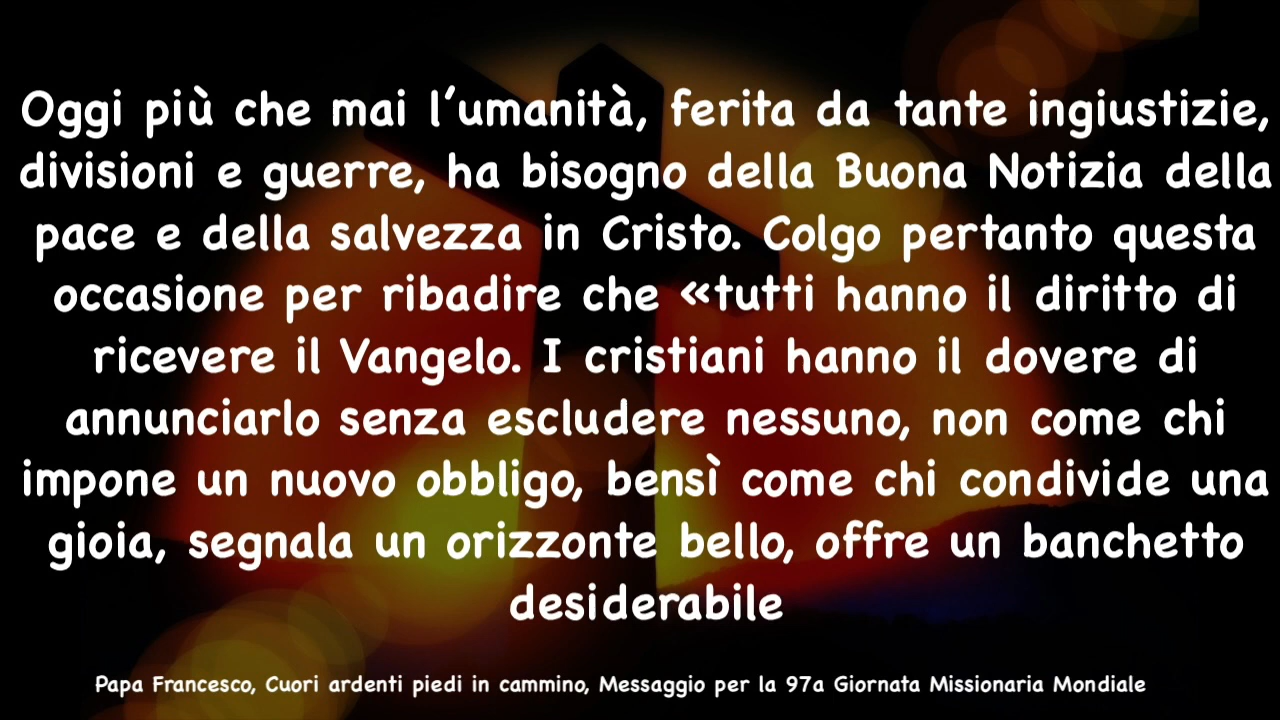 Oggi più che mai l'umanità, ferita da tante ingiustizie,
divisioni e guerre, ha bisogno della Buona Notizia della
pace e della salvezza in Cristo. Colgo pertanto questa
occasione per ribadire che «tutti hanno il diritto di
ricevere il Vangelo. I cristiani hanno il dovere di
annunciarlo senza escludere nessuno, non come chi
impone un nuovo obbligo, bensì come chi condivide una
gioia, segnala un orizzonte bello, offre un banchetto
desiderabile
Papa Francesco, Cuori ardenti piedi in cammino, Messaggio per la 97a Giornata Missionaria Mondiale